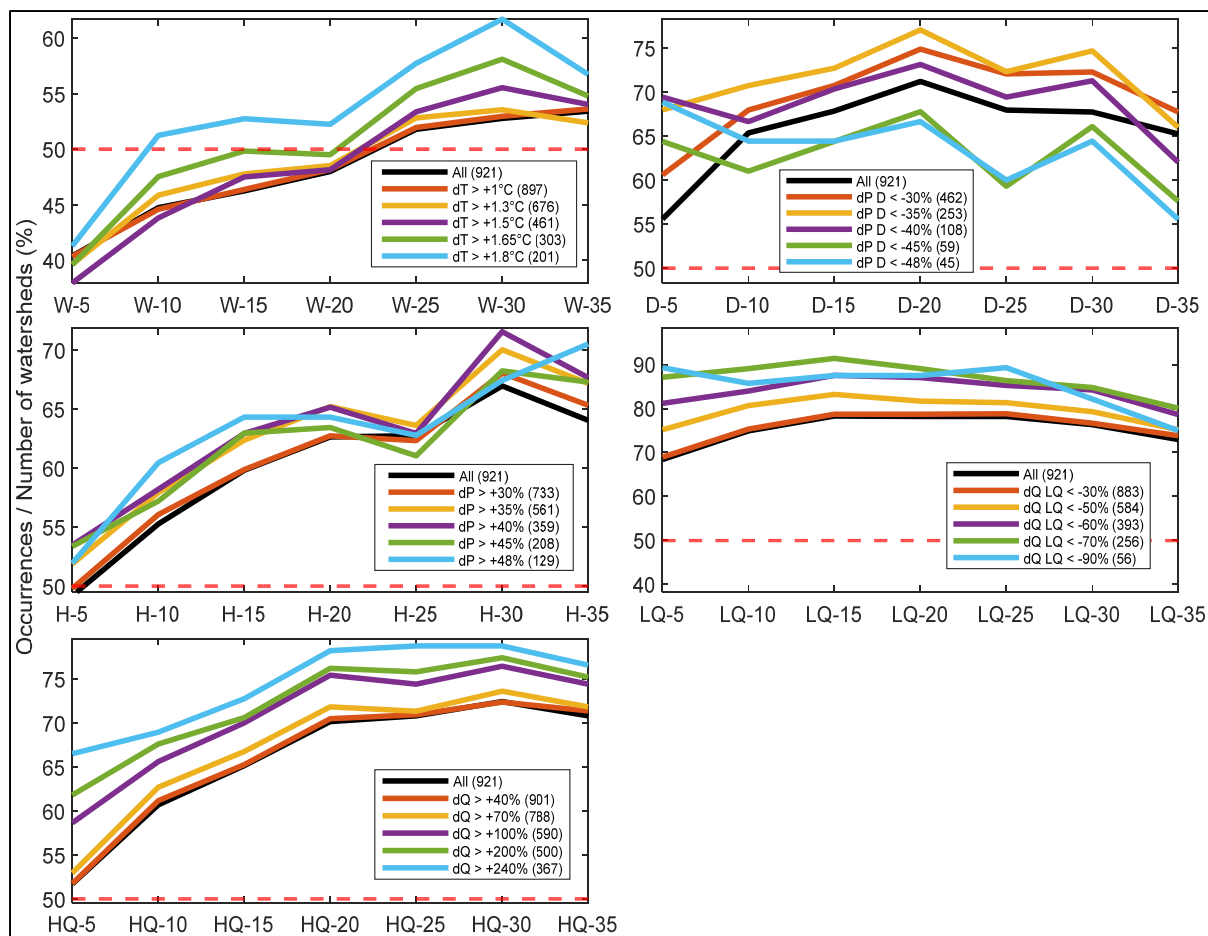 Occurrences / Number of watersheds (%)
60
55
50
45
40
All (921)
dT > +1°C (897)
dT > +1.3°C (676)
dT > +1.5°C (461)
dT > +1.65°C (303)
dT > +1.8°C (201)
W-5 W-10 W-15 W-20 W-25 W-30 W-35
75
70
65
60
55
50
All (921)
dP D < -30% (462)
dP D < -35% (253)
dP D < -40% (108)
dP D < -45% (59)
dP D < -48% (45)
D-5 D-10 D-15 D-20 D-25 D-30 D-35
70
65
60
55
50
All (921)
dP > +30% (733)
dP > +35% (561)
dP > +40% (359)
dP > +45% (208)
dP > +48% (129)
H-5 H-10 H-15 H-20 H-25 H-30 H-35
90
80
70
60
50
40
All (921)
dQ LQ < -30% (883)
dQ LQ < -50% (584)
dQ LQ < -60% (393)
dQ LQ < -70% (256)
dQ LQ < -90% (56)
LQ-5 LQ-10 LQ-15 LQ-20 LQ-25 LQ-30 LQ-35
75
70
65
60
55
50
All (921)
dQ > +40% (901)
dQ > +70% (788)
dQ > +100% (590)
dQ > +200% (500)
dQ > +240% (367)
HQ-5 HQ-10 HQ-15 HQ-20 HQ-25 HQ-30 HQ-35